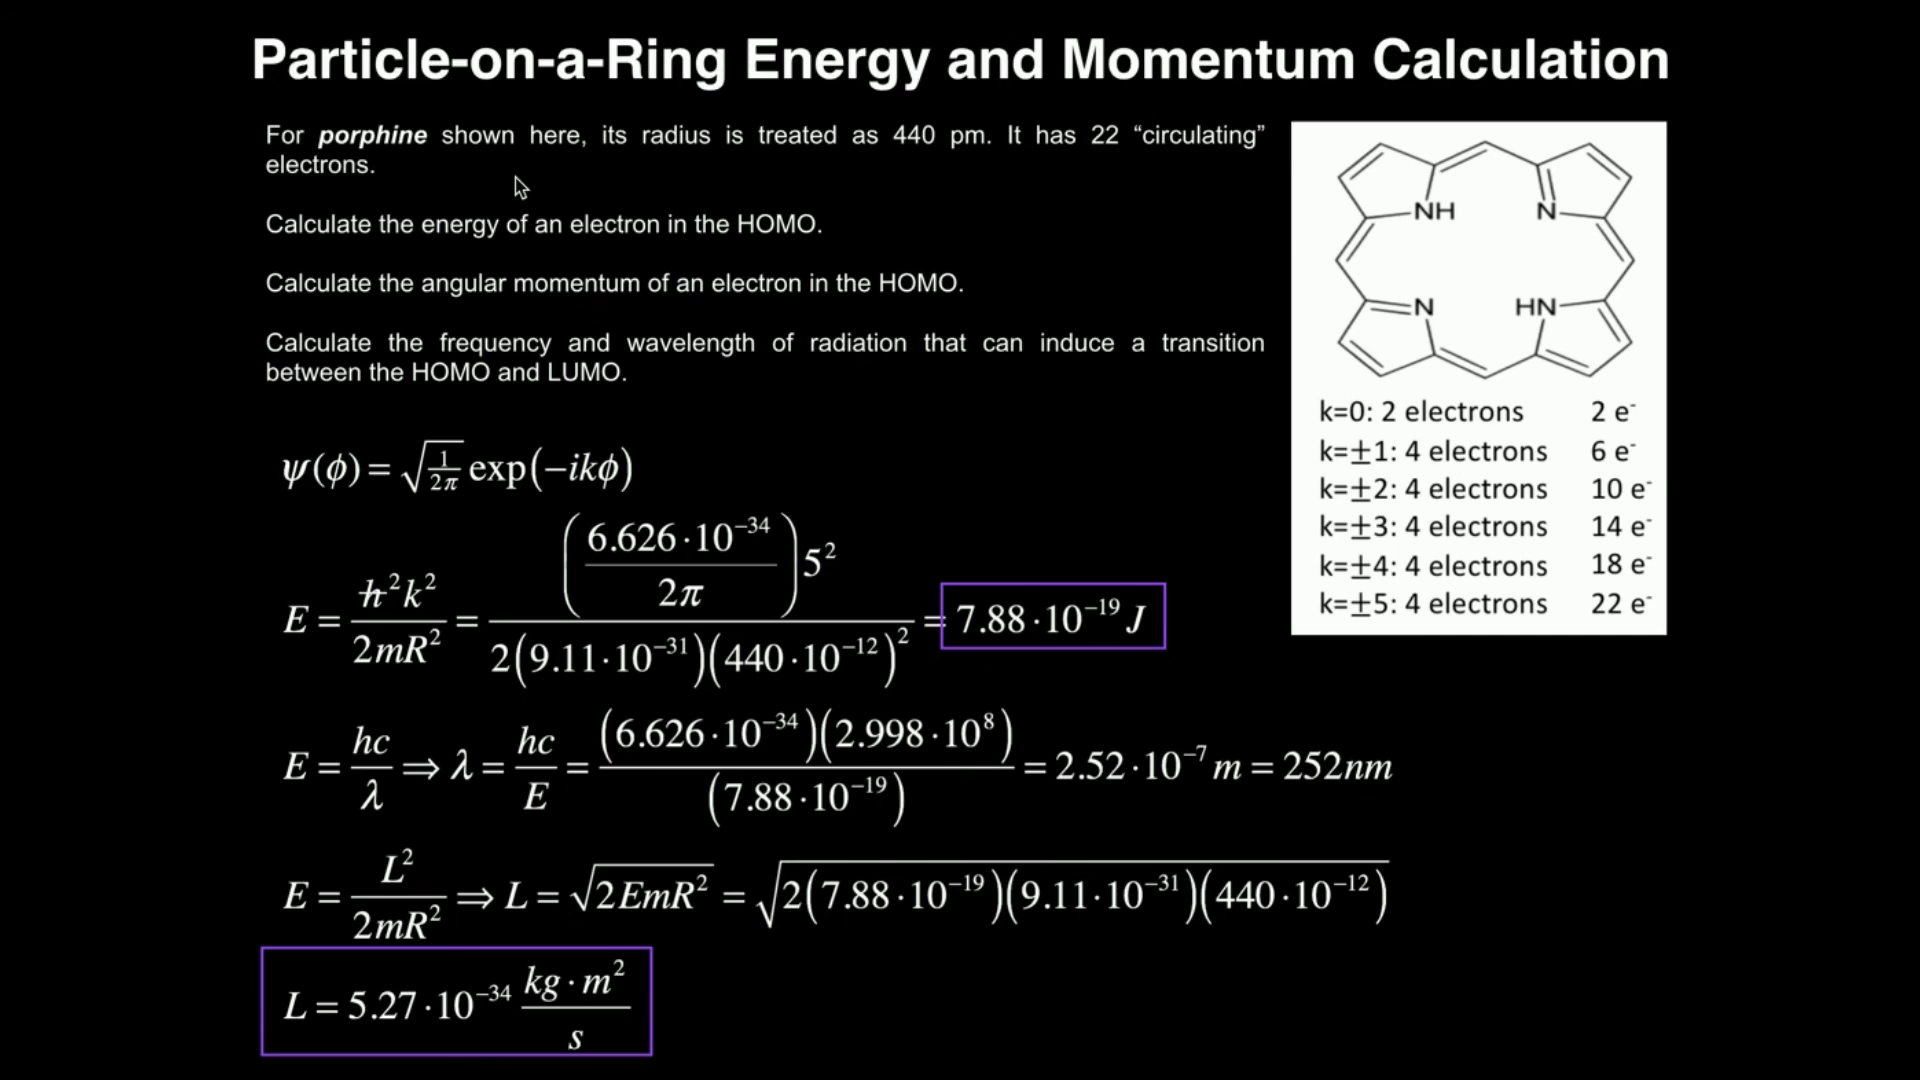 Particle-on-a-Ring Energy and Momentum Calculation
For porphine shown here, its radius is treated as 440 pm. It has 22 “circulating”
electrons.
Calculate the energy of an electron in the HOMO.
Calculate the angular momentum of an electron in the HOMO.
Calculate the frequency and wavelength of radiation that can induce a transition
between the HOMO and LUMO.
NH N
N HN
k=0: 2 electrons 2 e⁻
k=±1: 4 electrons 6 e⁻
k=±2: 4 electrons 10 e⁻
k=±3: 4 electrons 14 e⁻
k=±4: 4 electrons 18 e⁻
k=±5: 4 electrons 22 e⁻
ψ(ϕ) = √(1/2π) exp(−ikϕ)
E = ħ²k² / 2mR² = (6.626·10⁻³⁴ / 2π)5² / 2(9.11·10⁻³¹)(440·10⁻¹²)² = 7.88·10⁻¹⁹ J
E = hc/λ ⇒ λ = hc/E = (6.626·10⁻³⁴)(2.998·10⁸) / (7.88·10⁻¹⁹) = 2.52·10⁻⁷ m = 252nm
E = L² / 2mR² ⇒ L = √2EmR² = √2(7.88·10⁻¹⁹)(9.11·10⁻³¹)(440·10⁻¹²)
L = 5.27·10⁻³⁴ kg·m² / s